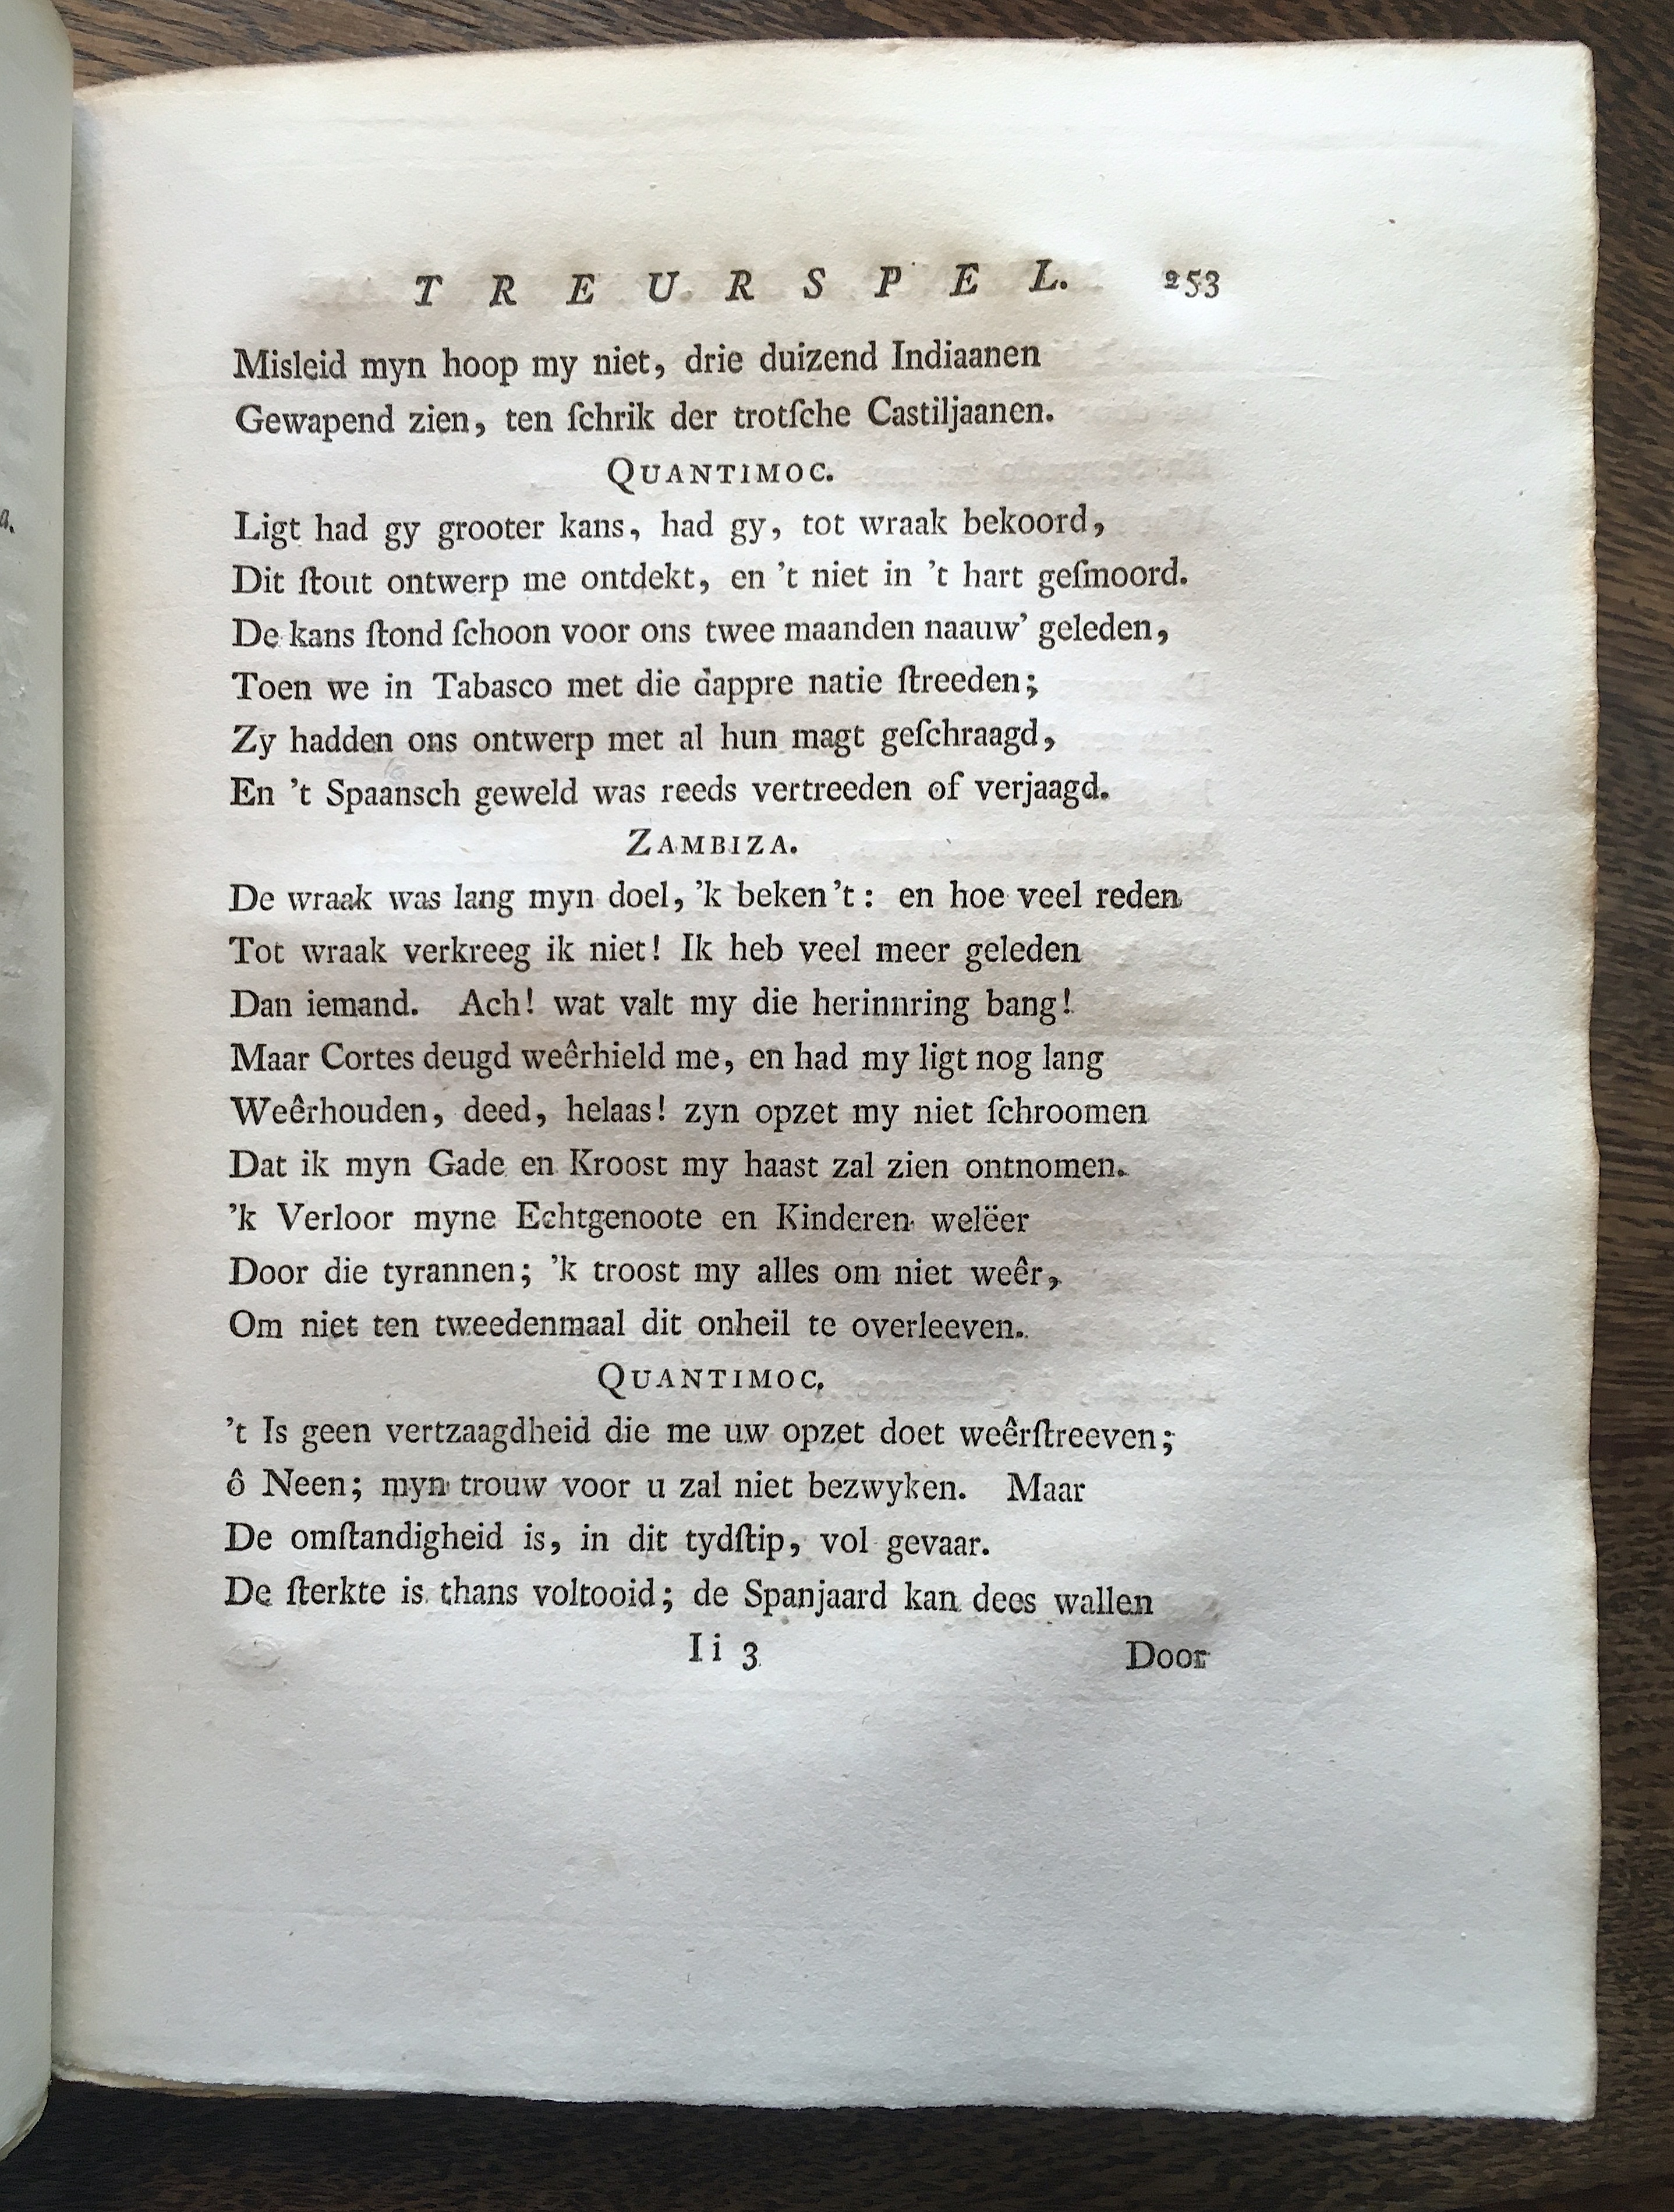 TREURSPEL. 253
Misleid myn hoop my niet, drie duizend Indiaanen
Gewapend zien, ten ſchrik der trotſche Castiljaanen.
QUANTIMOC.
Ligt had gy grooter kans, had gy, tot wraak bekoord,
Dit ſtout ontwerp me ontdekt, en 't niet in 't hart geſmoord.
De kans ſtond ſchoon voor ons twee maanden naauw' geleden,
Toen we in Tabasco met die dappre natie ſtreeden;
Zy hadden ons ontwerp met al hun magt geſchraagd,
En 't Spaansch geweld was reeds vertreeden of verjaagd.
ZAMBIZA.
De wraak was lang myn doel, 'k beken 't: en hoe veel reden
Tot wraak verkreeg ik niet! Ik heb veel meer geleden
Dan iemand. Ach! wat valt my die herinnring bang!
Maar Cortes deugd weêrhield me, en had my ligt nog lang
Weêrhouden, deed, helaas! zyn opzet my niet ſchroomen
Dat ik myn Gade en Kroost my haast zal zien ontnomen.
'k Verloor myne Echtgenoote en Kinderen welëer
Door die tyrannen; 'k troost my alles om niet weêr,
Om niet ten tweedenmaal dit onheil te overleeven.
QUANTIMOC.
't Is geen vertzaagdheid die me uw opzet doet weêrſtreeven;
ô Neen; myn trouw voor u zal niet bezwyken. Maar
De omſtandigheid is, in dit tydſtip, vol gevaar.
De ſterkte is thans voltooid; de Spanjaard kan dees wallen
Ii 3 Door
a.